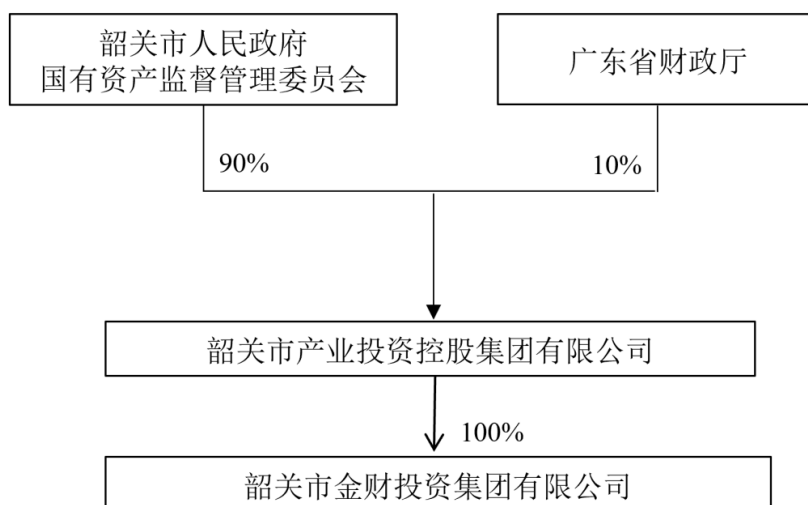 韶关市人民政府
国有资产监督管理委员会
广东省财政厅
90%
10%
韶关市产业投资控股集团有限公司
100%
韶关市金财投资集团有限公司